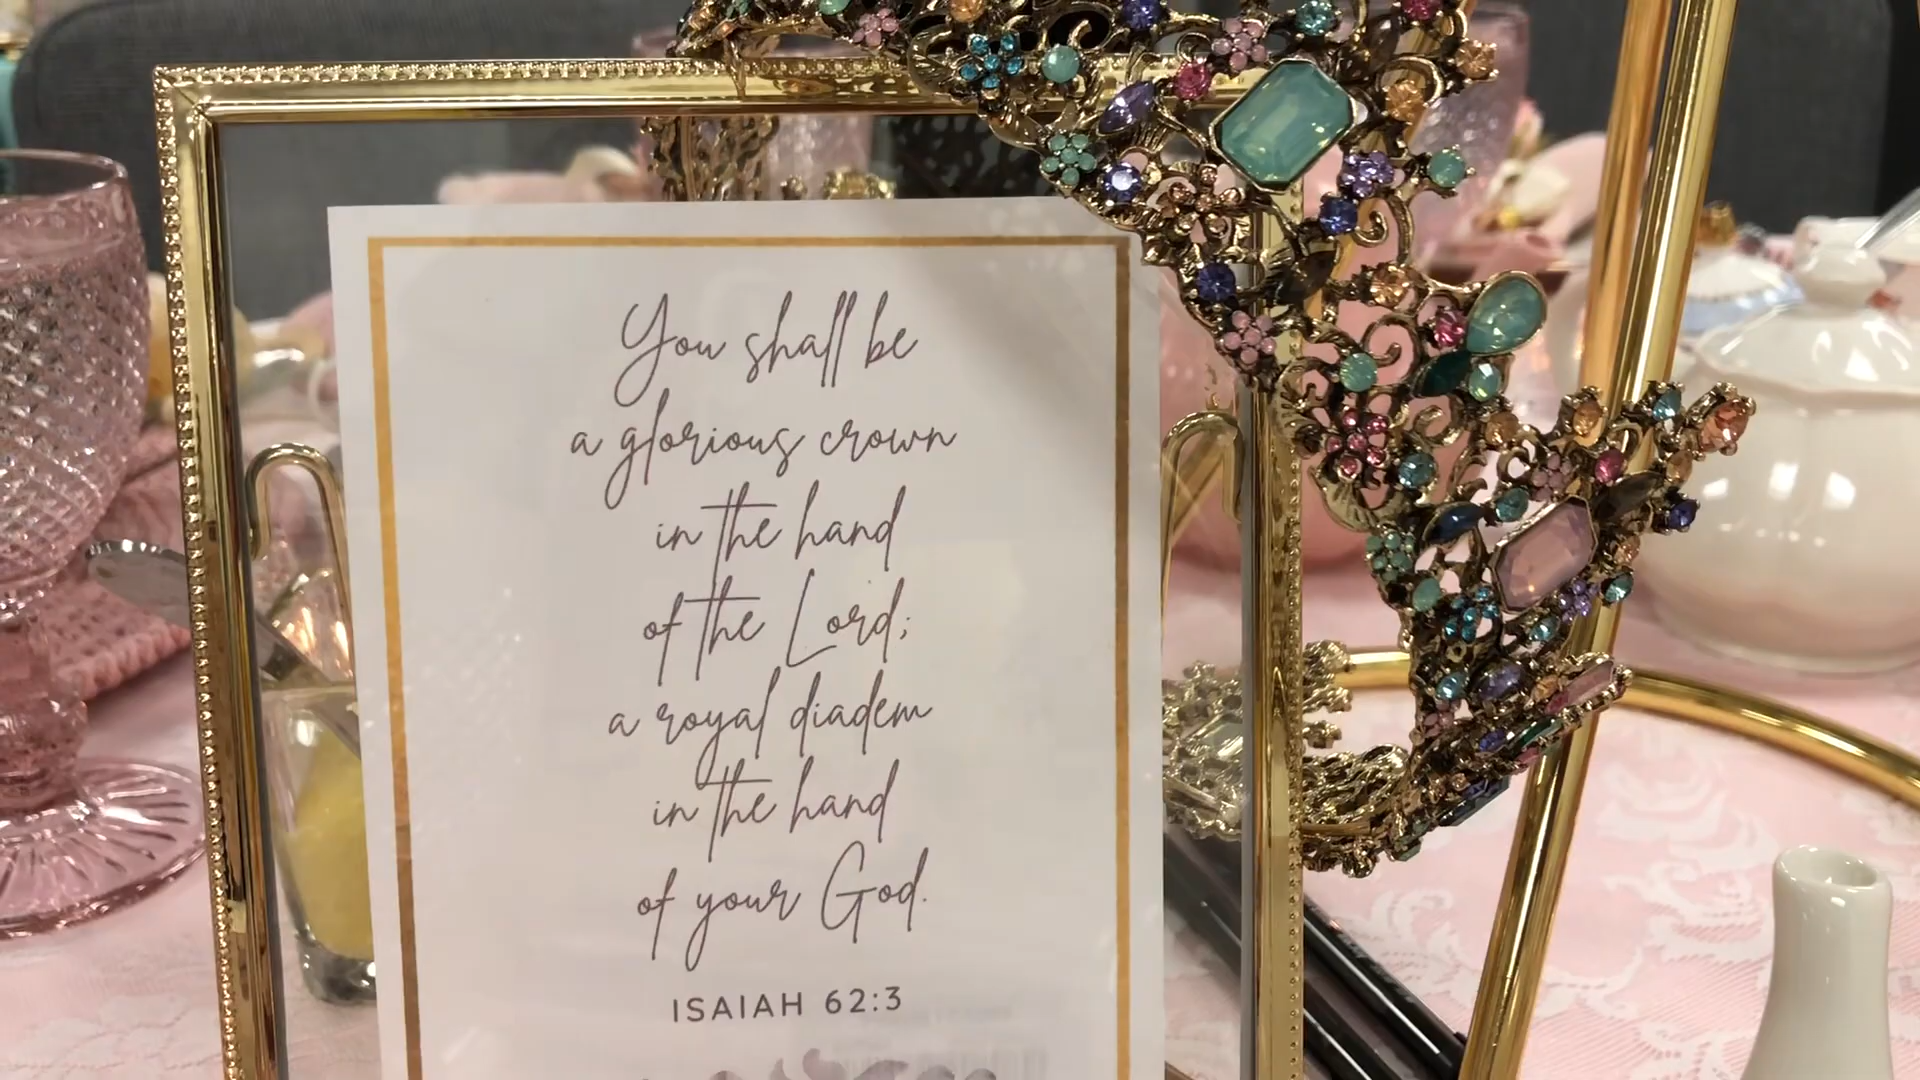 You shall be
a glorious crown
in the hand
of the Lord;
a royal diadem
in the hand
of your God.
ISAIAH 62:3